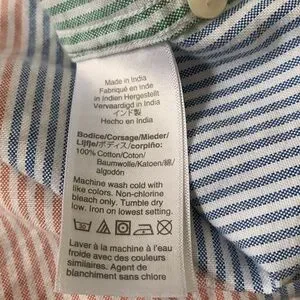 Made in India
Fabriqué en Inde
in Indien Hergestellt
Vervaardigd in India
インド製
Hecho en India
Bodice/Corsage/Mieder/
Lijfje/ボディス/corpiño:
100% Cotton/Coton/
Baumwolle/Katoen/綿/
algodón
Machine wash cold with
like colors. Non-chlorine
bleach only. Tumble dry
low. Iron on lowest setting.
Laver à la machine en eau
froide avec des couleurs
similaires. Agent de
blanchiment sans chlore